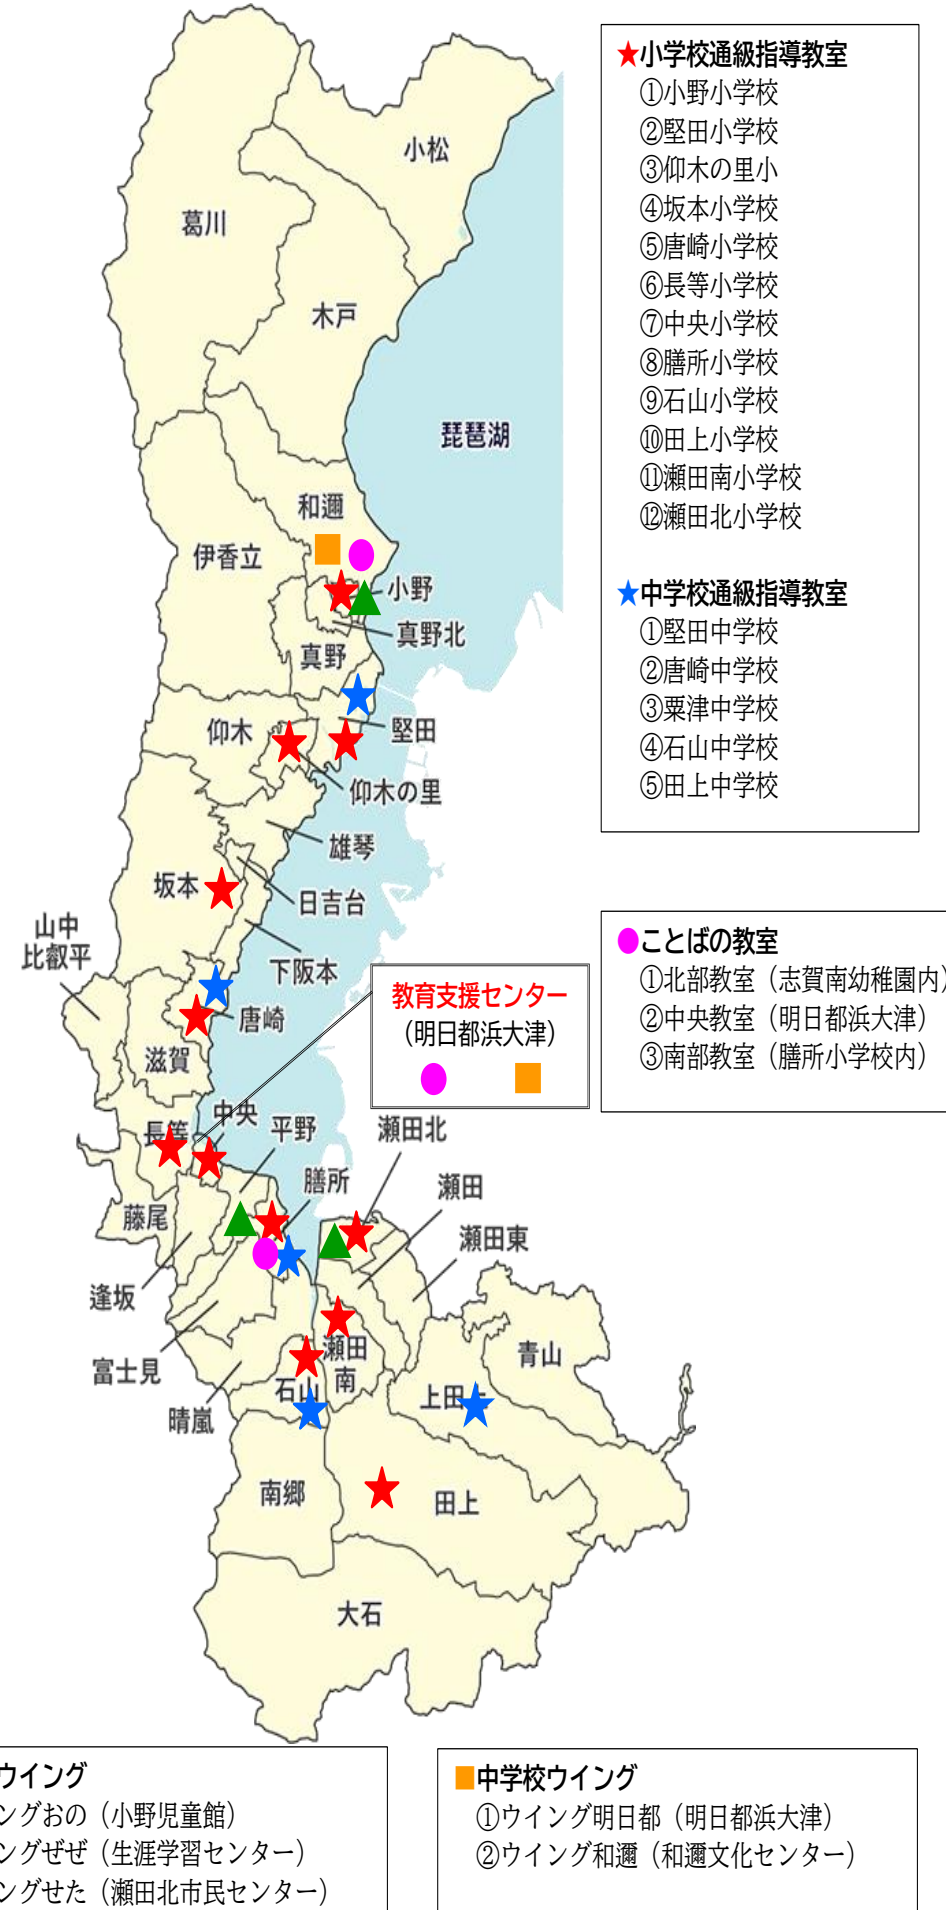 小松
葛川
木戸
琵琶湖
和邇
伊香立
小野
真野北
真野
堅田
仰木
仰木の里
雄琴
坂本
日吉台
山中
比叡平
下阪本
唐崎
滋賀
教育支援センター
(明日都浜大津)
中央
長等
平野
瀬田北
膳所
瀬田
藤尾
瀬田東
逢坂
富士見
瀬田
南
青山
石山
上田上
晴嵐
南郷
田上
大石
★小学校通級指導教室
①小野小学校
②堅田小学校
③仰木の里小
④坂本小学校
⑤唐崎小学校
⑥長等小学校
⑦中央小学校
⑧膳所小学校
⑨石山小学校
⑩田上小学校
⑪瀬田南小学校
⑫瀬田北小学校
★中学校通級指導教室
①堅田中学校
②唐崎中学校
③粟津中学校
④石山中学校
⑤田上中学校
●ことばの教室
①北部教室（志賀南幼稚園内）
②中央教室（明日都浜大津）
③南部教室（膳所小学校内）
ウイング
ングおの（小野児童館）
ングぜぜ（生涯学習センター）
ングせた（瀬田北市民センター）
■中学校ウイング
①ウイング明日都（明日都浜大津）
②ウイング和邇（和邇文化センター）